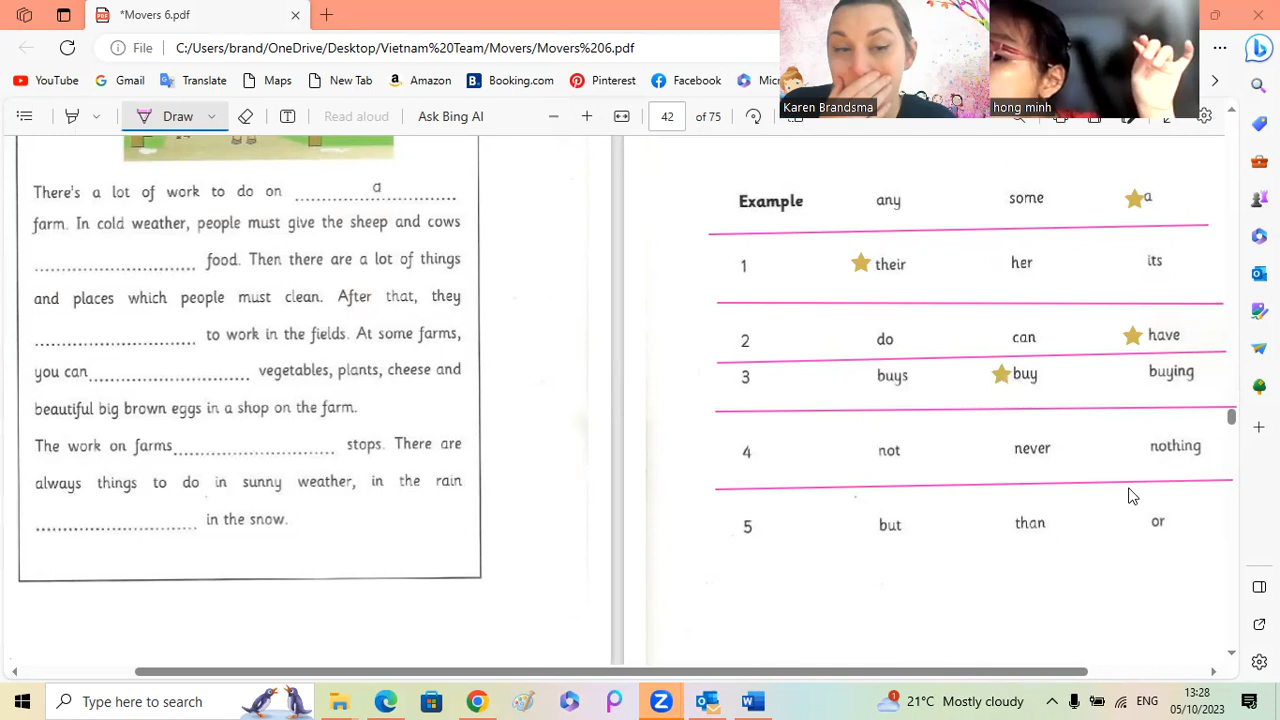 *Movers 6.pdf
File
C:/Users/brand/OneDrive/Desktop/Vietnam%20Team/Movers/Movers%206.pdf
YouTube Gmail Translate Maps New Tab Amazon Booking.com Pinterest Facebook
Draw Read aloud Ask Bing AI 42 of 75
Karen Brandsma
hong minh
There's a lot of work to do on a
farm. In cold weather, people must give the sheep and cows
food. Then there are a lot of things
and places which people must clean. After that, they
to work in the fields. At some farms,
you can vegetables, plants, cheese and
beautiful big brown eggs in a shop on the farm.
The work on farms stops. There are
always things to do in sunny weather, in the rain
in the snow.
Example any some a
1 their her its
2 do can have
3 buys buy buying
4 not never nothing
5 but than or
Type here to search
1
21°C Mostly cloudy
ENG
13:28
05/10/2023